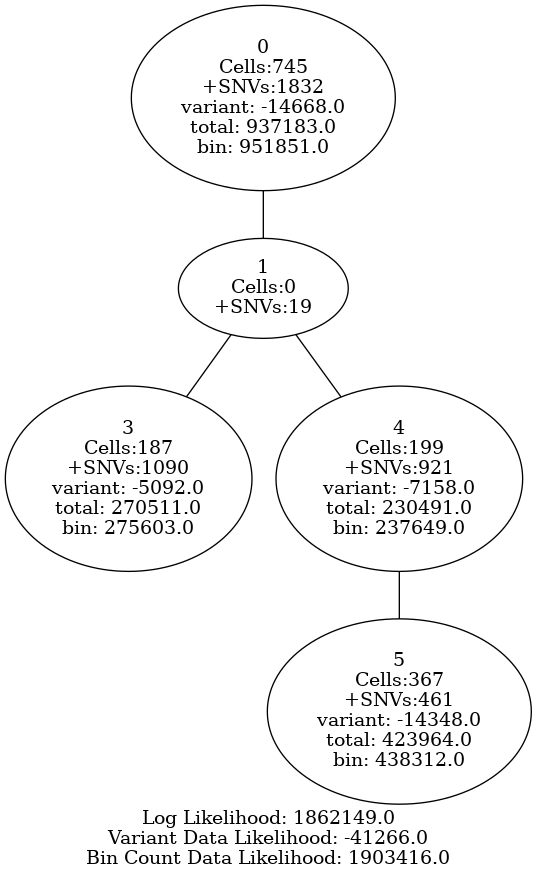 0
Cells:745
+SNVs:1832
variant: -14668.0
total: 937183.0
bin: 951851.0
1
Cells:0
+SNVs:19
3
Cells:187
+SNVs:1090
variant: -5092.0
total: 270511.0
bin: 275603.0
4
Cells:199
+SNVs:921
variant: -7158.0
total: 230491.0
bin: 237649.0
5
Cells:367
+SNVs:461
variant: -14348.0
total: 423964.0
bin: 438312.0
Log Likelihood: 1862149.0
Variant Data Likelihood: -41266.0
Bin Count Data Likelihood: 1903416.0